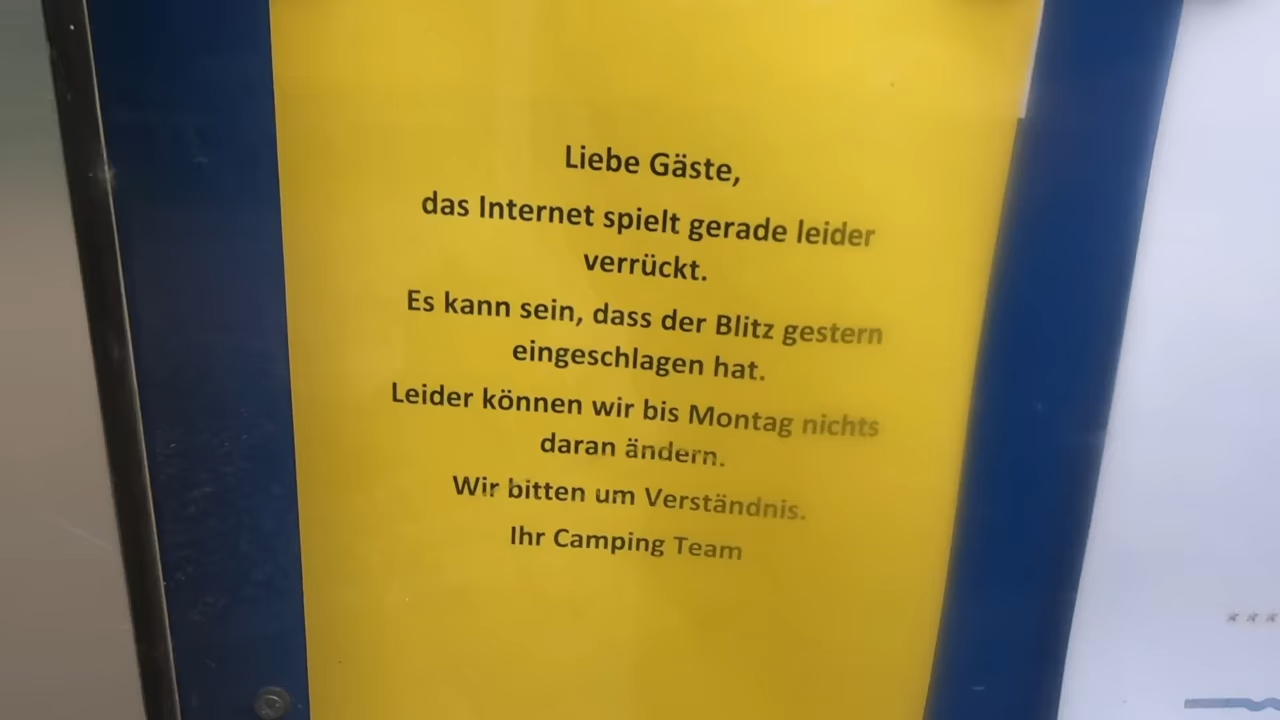 Liebe Gäste,
das Internet spielt gerade leider
verrückt.
Es kann sein, dass der Blitz gestern
eingeschlagen hat.
Leider können wir bis Montag nichts
daran ändern.
Wir bitten um Verständnis.
Ihr Camping Team